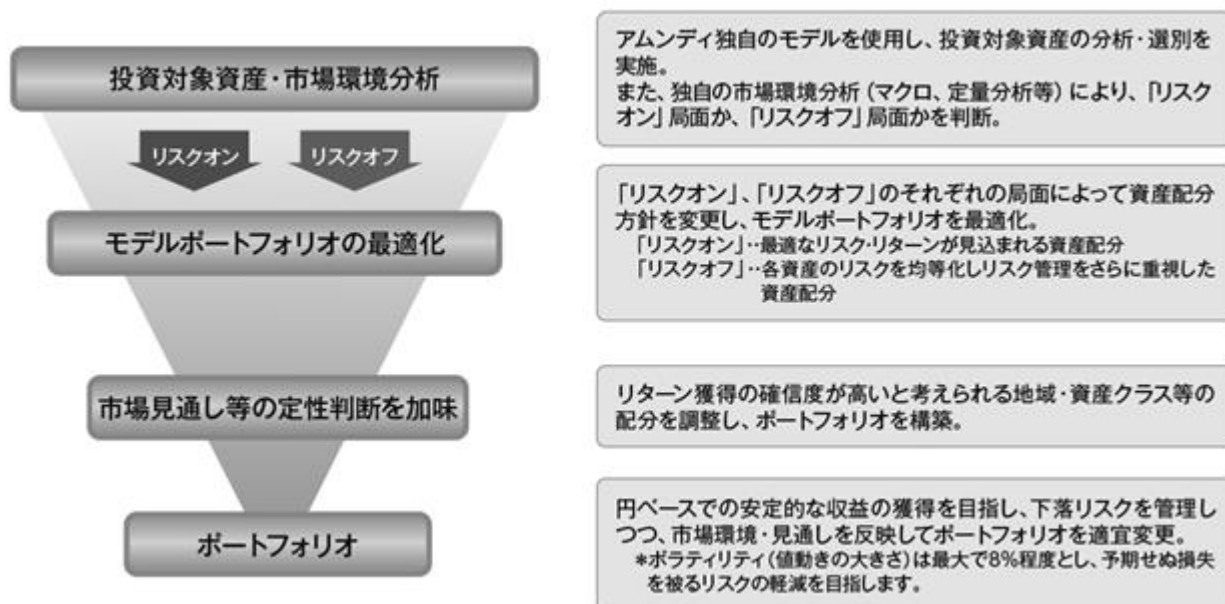 投資対象資産・市場環境分析
アムンディ独自のモデルを使用し、投資対象資産の分析・選別を
実施。
また、独自の市場環境分析（マクロ、定量分析等）により、「リスク
オン」局面か、「リスクオフ」局面かを判断。
リスクオン
リスクオフ
モデルポートフォリオの最適化
「リスクオン」、「リスクオフ」のそれぞれの局面によって資産配分
方針を変更し、モデルポートフォリオを最適化。
「リスクオン」‥最適なリスク・リターンが見込まれる資産配分
「リスクオフ」‥各資産のリスクを均等化しリスク管理をさらに重視した
資産配分
市場見通し等の定性判断を加味
リターン獲得の確信度が高いと考えられる地域・資産クラス等の
配分を調整し、ポートフォリオを構築。
ポートフォリオ
円ベースでの安定的な収益の獲得を目指し、下落リスクを管理し
つつ、市場環境・見通しを反映してポートフォリオを適宜変更。
*ボラティリティ（値動きの大きさ）は最大で8%程度とし、予期せぬ損失
を被るリスクの軽減を目指します。